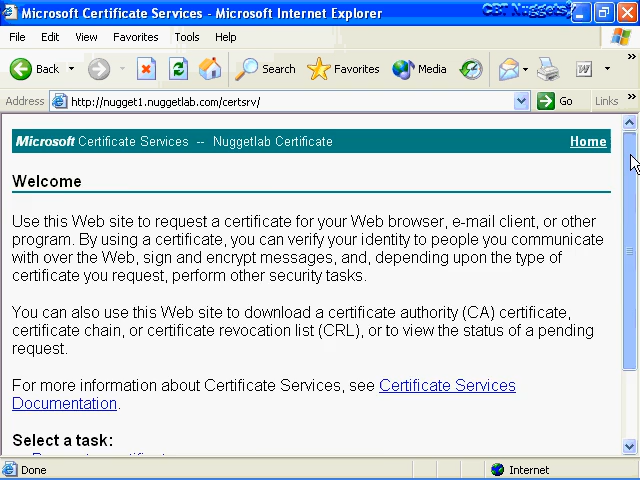 Microsoft Certificate Services - Microsoft Internet Explorer
CBT Nuggets
File Edit View Favorites Tools Help
Back Search Favorites Media W
Address http://nugget1.nuggetlab.com/certsrv/ Go Links
Microsoft Certificate Services -- Nuggetlab Certificate Home
Welcome
Use this Web site to request a certificate for your Web browser, e-mail client, or other
program. By using a certificate, you can verify your identity to people you communicate
with over the Web, sign and encrypt messages, and, depending upon the type of
certificate you request, perform other security tasks.
You can also use this Web site to download a certificate authority (CA) certificate,
certificate chain, or certificate revocation list (CRL), or to view the status of a pending
request.
For more information about Certificate Services, see Certificate Services
Documentation.
Select a task:
Done Internet